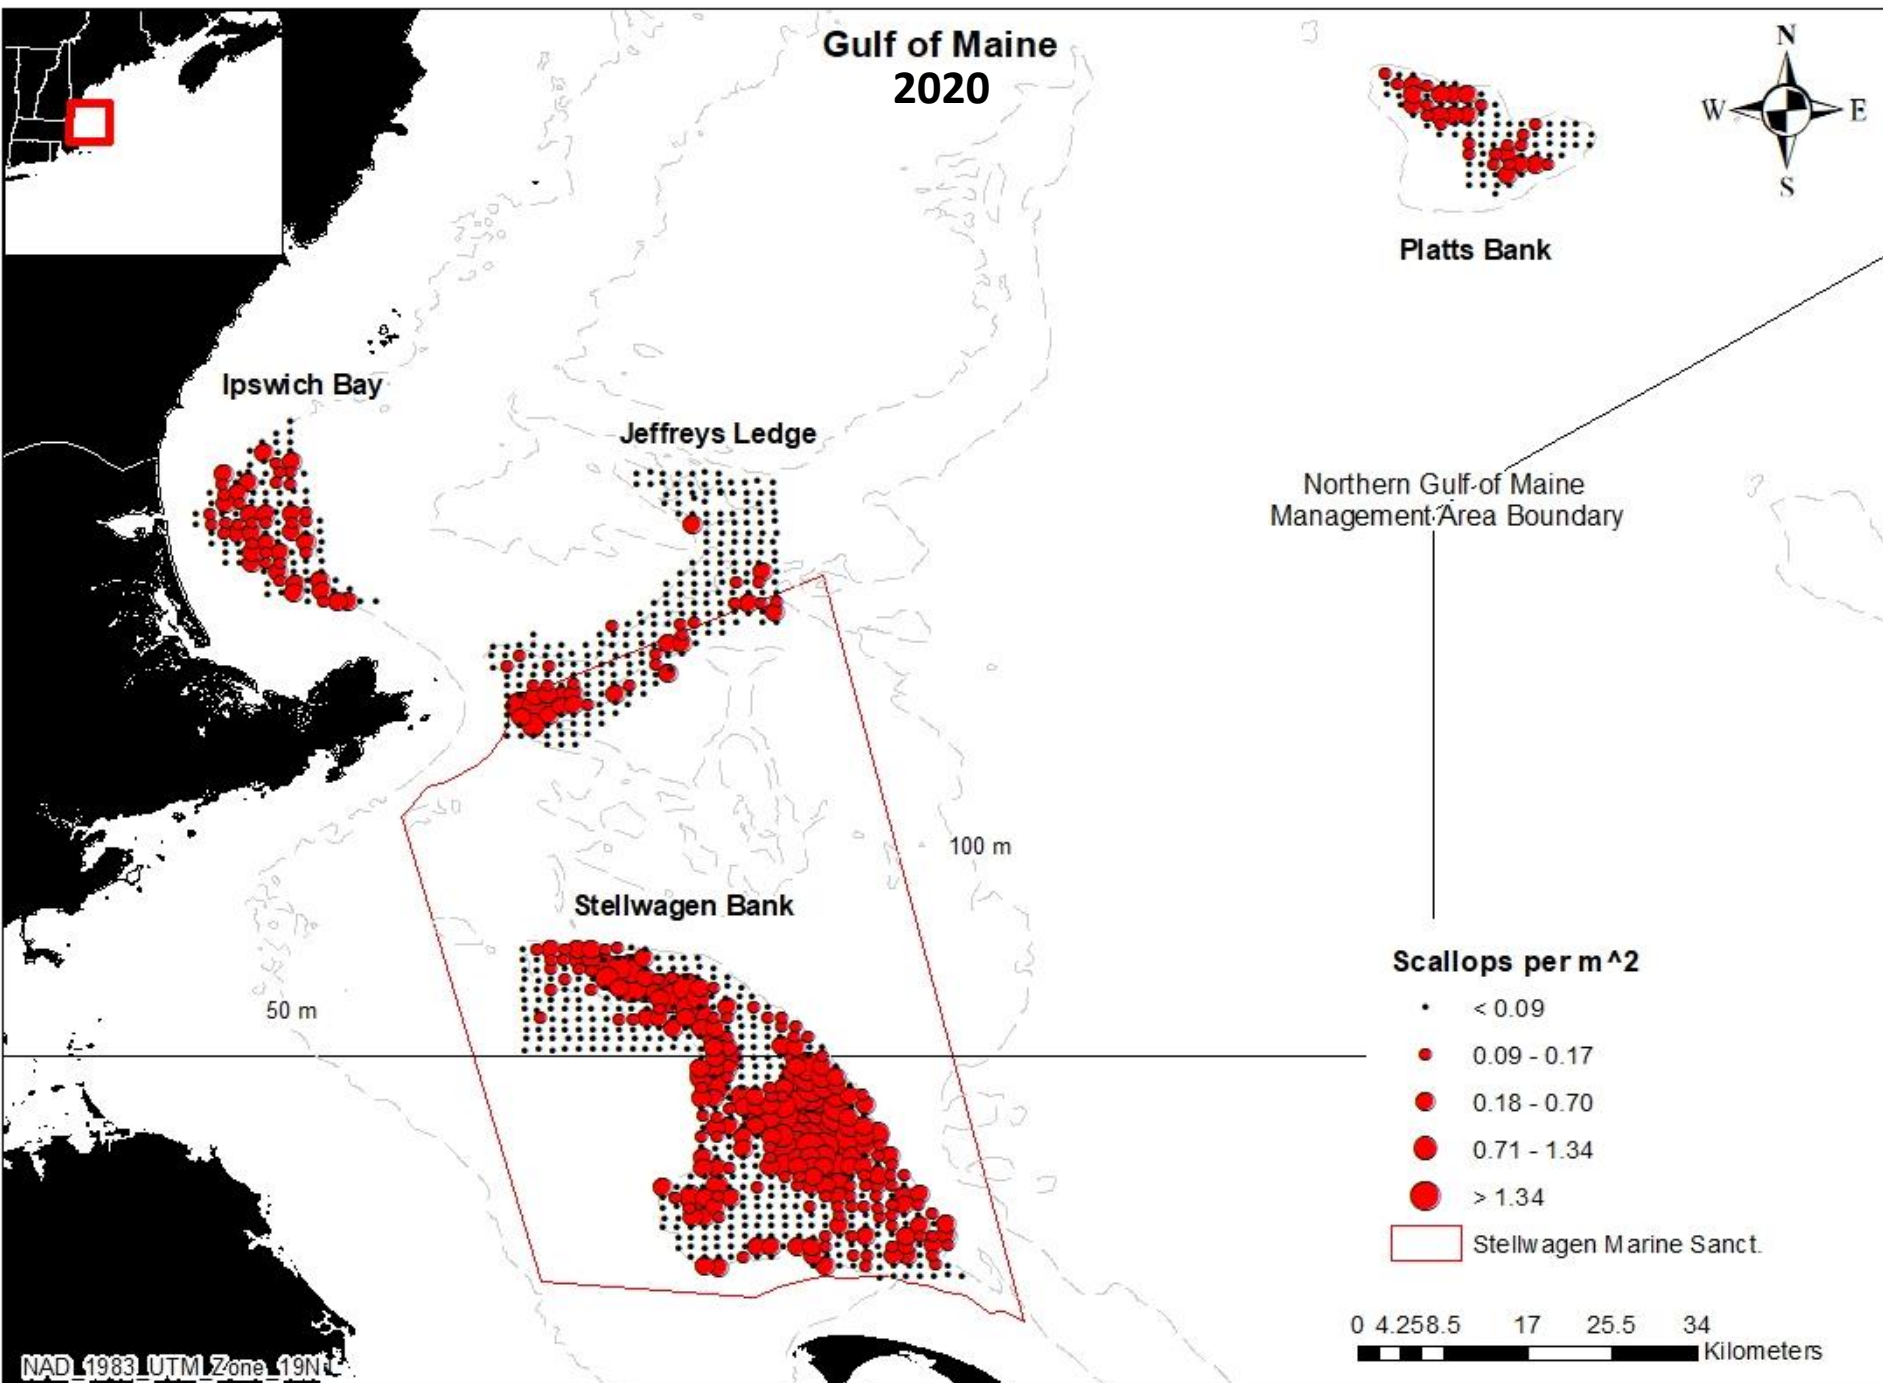 Gulf of Maine
2020
N
W
E
S
Platts Bank
Ipswich Bay
Jeffreys Ledge
Northern Gulf of Maine
Management Area Boundary
100 m
Stellwagen Bank
50 m
Scallops per m^2
< 0.09
0.09 - 0.17
0.18 - 0.70
0.71 - 1.34
> 1.34
Stellwagen Marine Sanct.
0 4.258.5 17 25.5 34
Kilometers
NAD_1983_UTM_Zone_19N